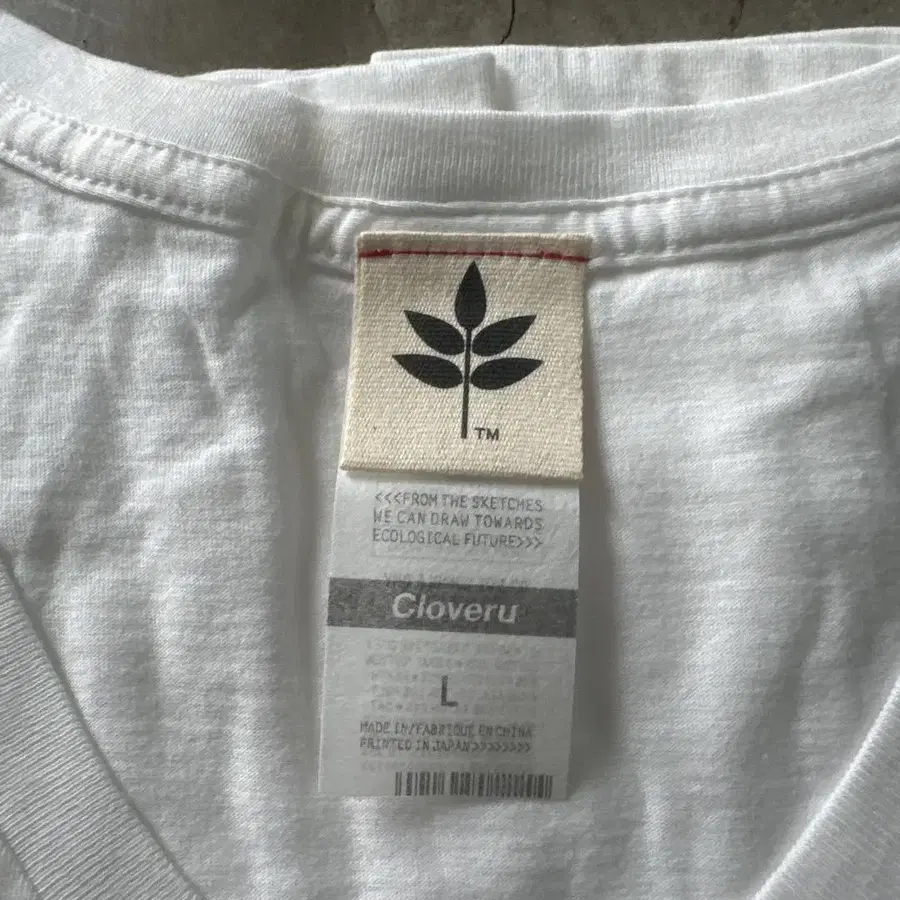 TM
<<<FROM THE SKETCHES
WE CAN DRAW TOWARDS
ECOLOGICAL FUTURE>>>
Cloveru
L
MADE IN/FABRIQUE EN CHINA
PRINTED IN JAPAN>>>>>>>>